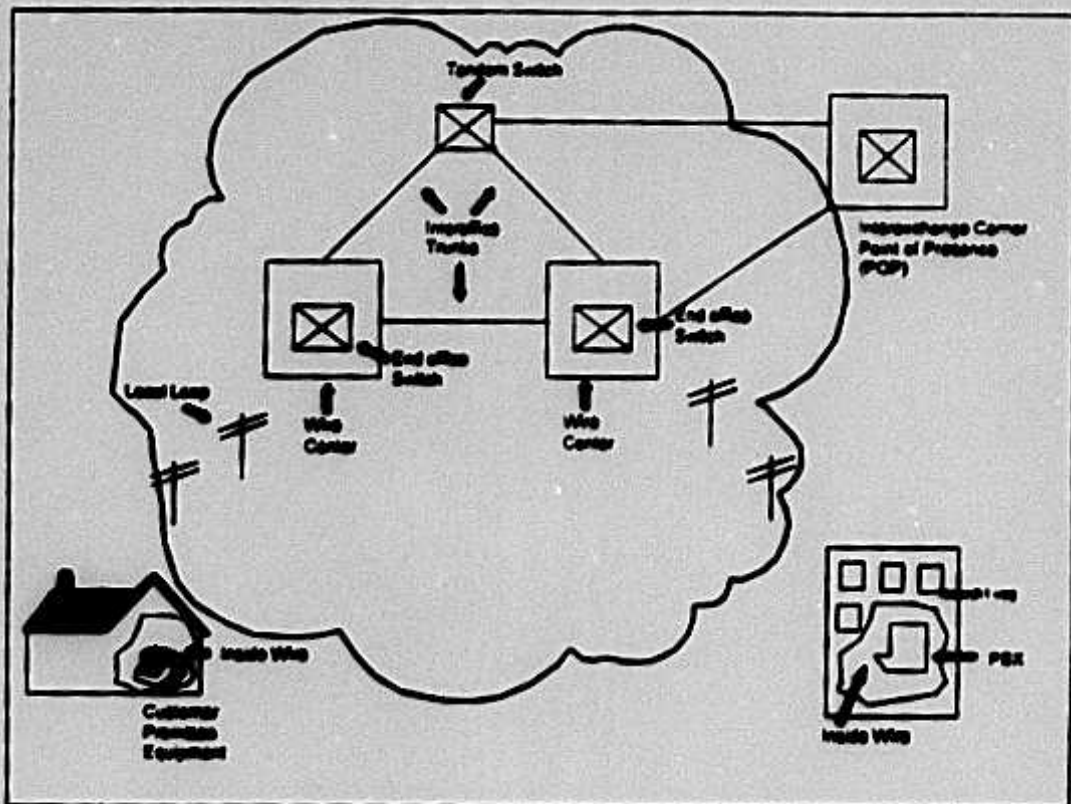 Tandem Switch
Interoffice
Trunks
Interexchange Carrier
Point of Presence
(POP)
End office
Switch
End office
Switch
Local Loop
Wire
Center
Wire
Center
Inside Wire
PBX
Customer
Premises
Equipment
Inside Wire